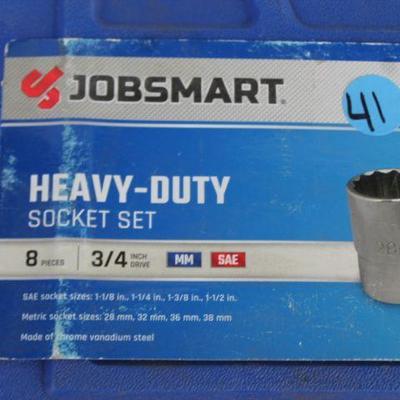 JOBSMART
41
HEAVY-DUTY
SOCKET SET
8 PIECES 3/4 INCH DRIVE MM SAE
SAE socket sizes: 1-1/8 in., 1-1/4 in., 1-3/8 in., 1-1/2 in.
Metric socket sizes: 28 mm, 32 mm, 36 mm, 38 mm
Made of chrome vanadium steel